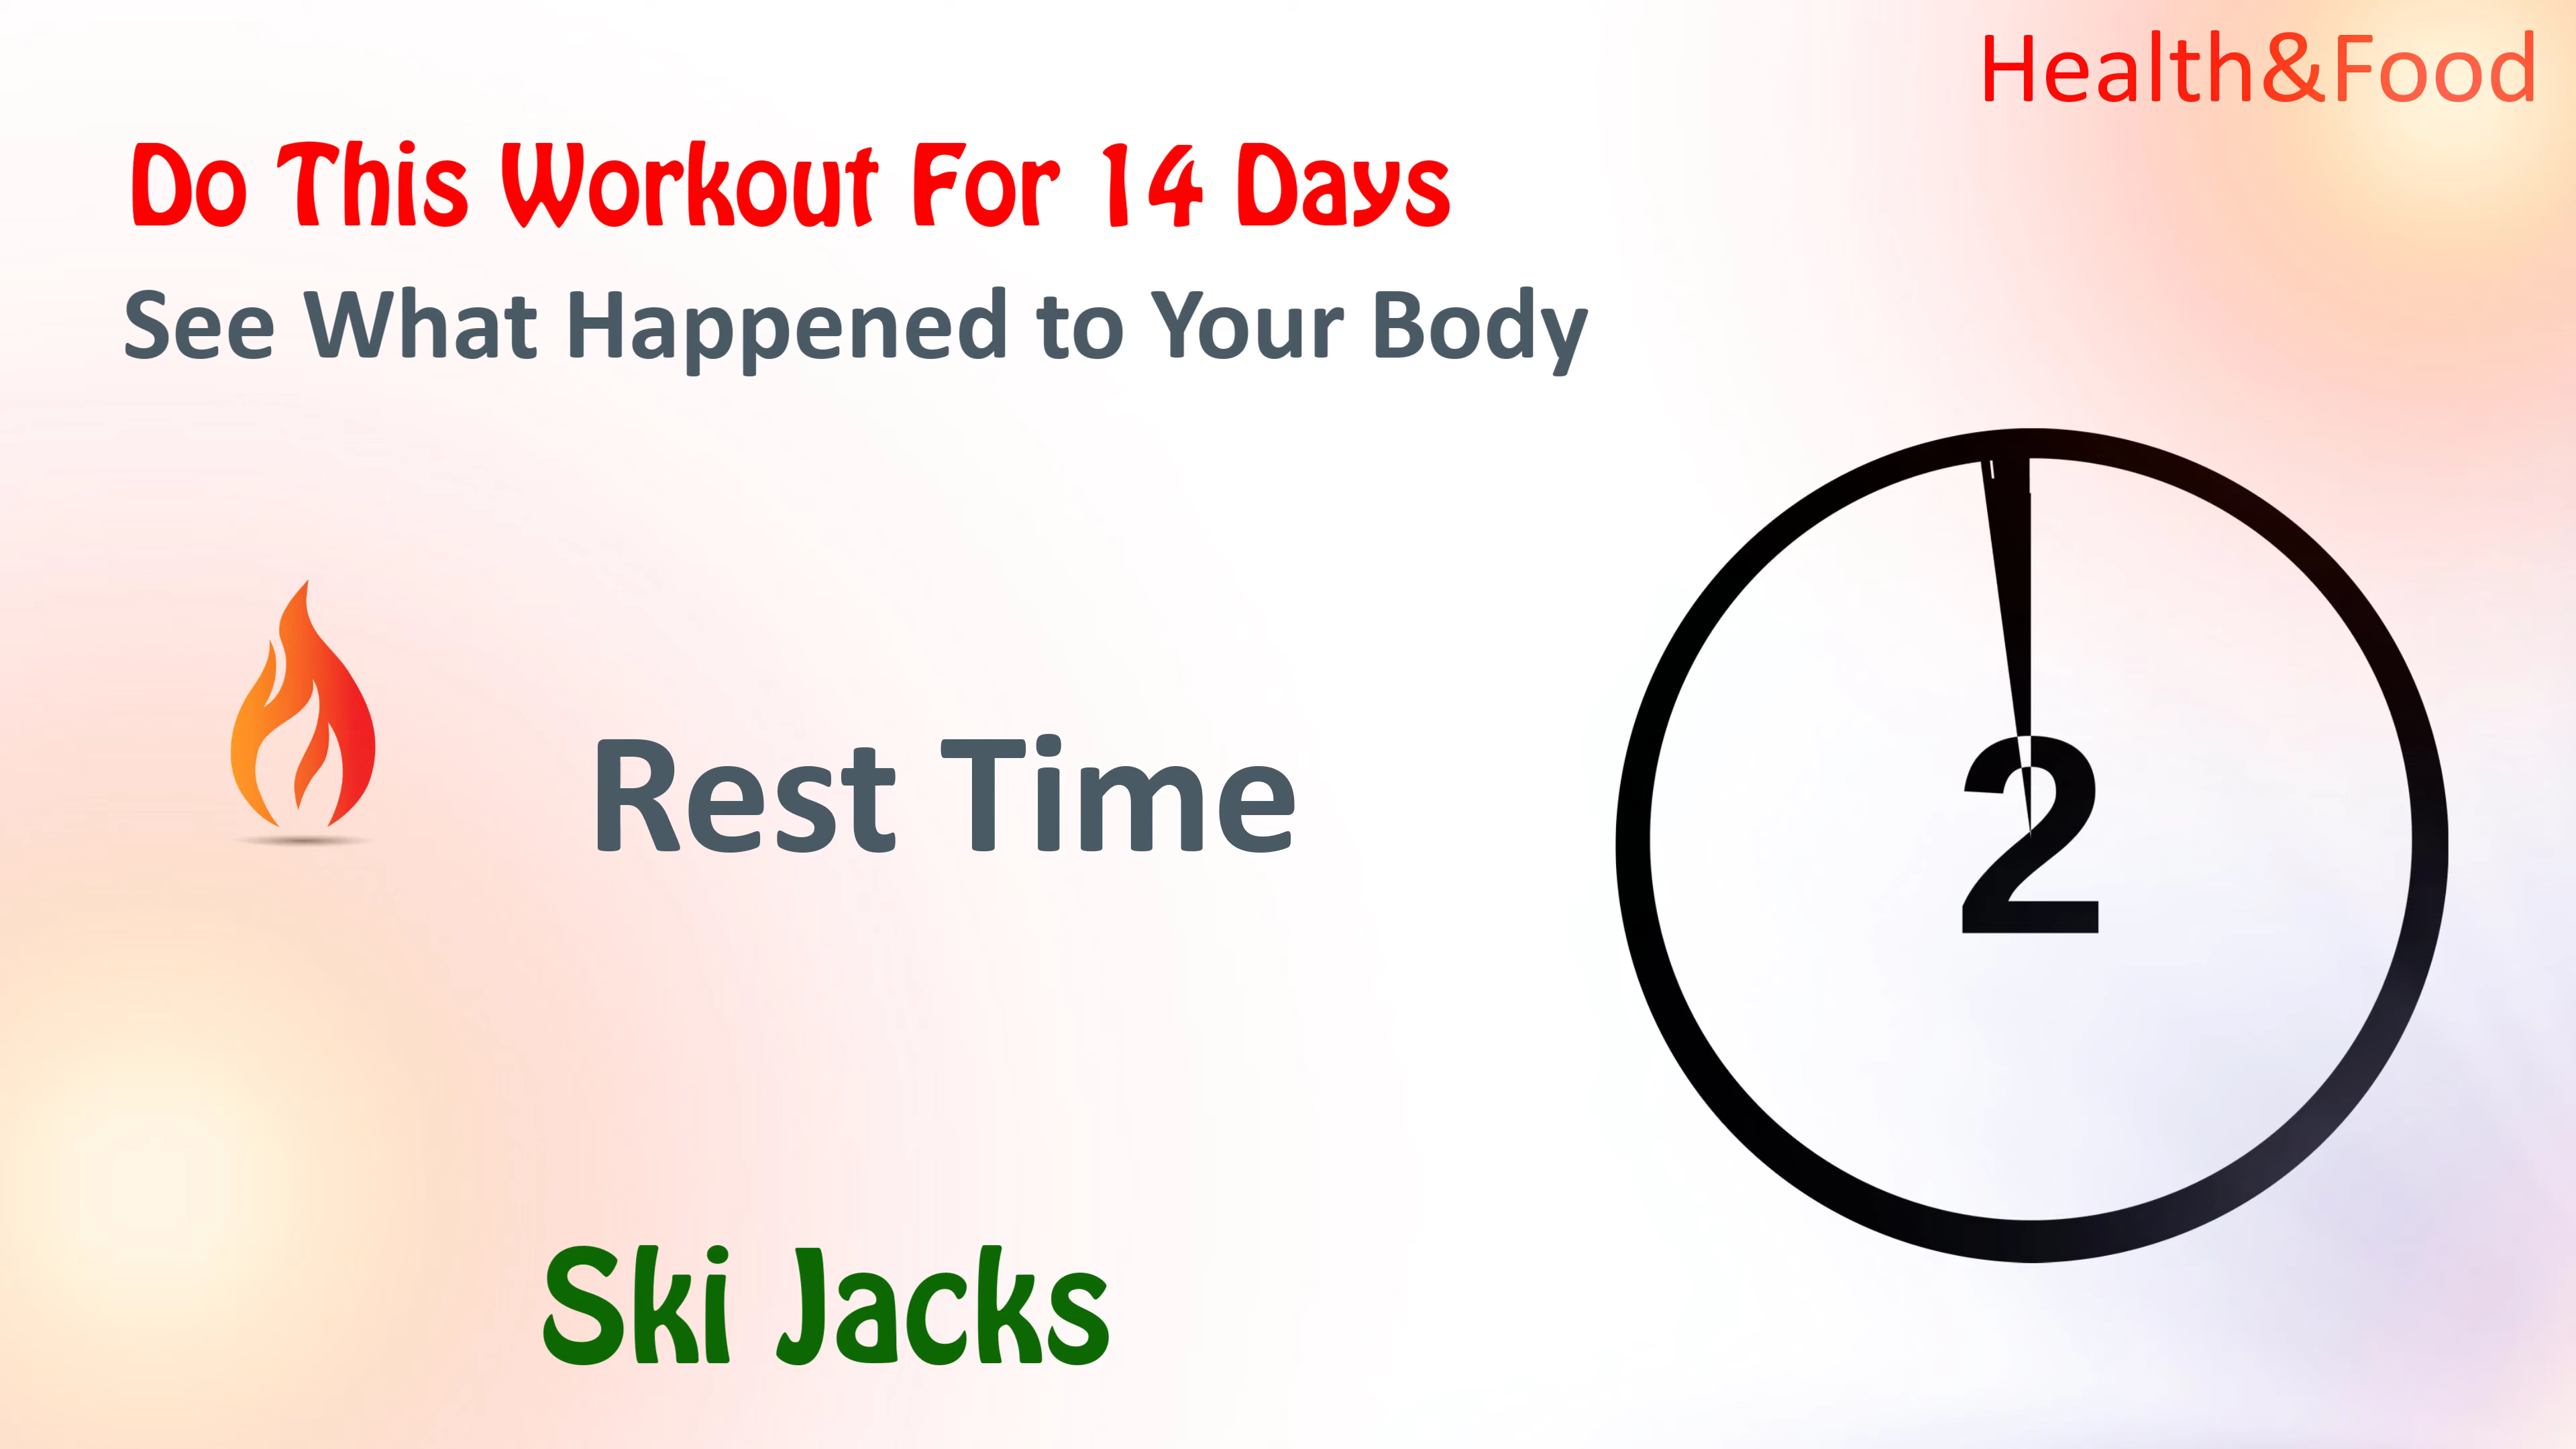 Health&Food
Do This Workout For 14 Days
See What Happened to Your Body
Rest Time
2
Ski Jacks